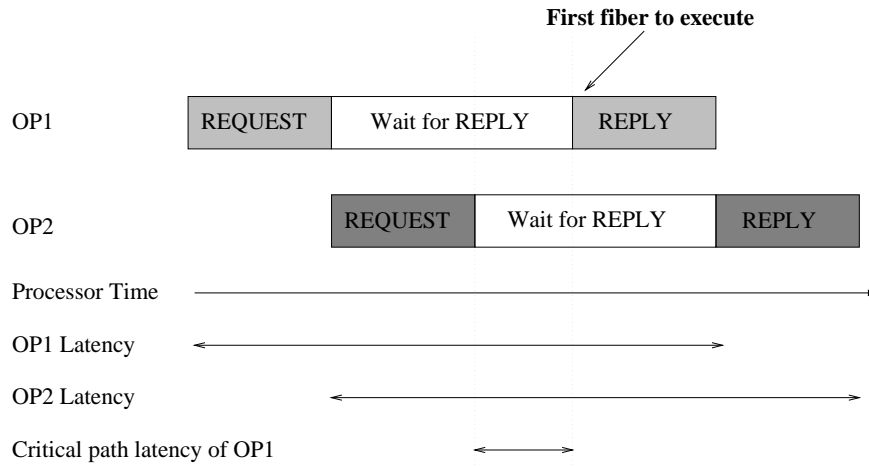 First fiber to execute
OP1 REQUEST Wait for REPLY REPLY
OP2 REQUEST Wait for REPLY REPLY
Processor Time
OP1 Latency
OP2 Latency
Critical path latency of OP1